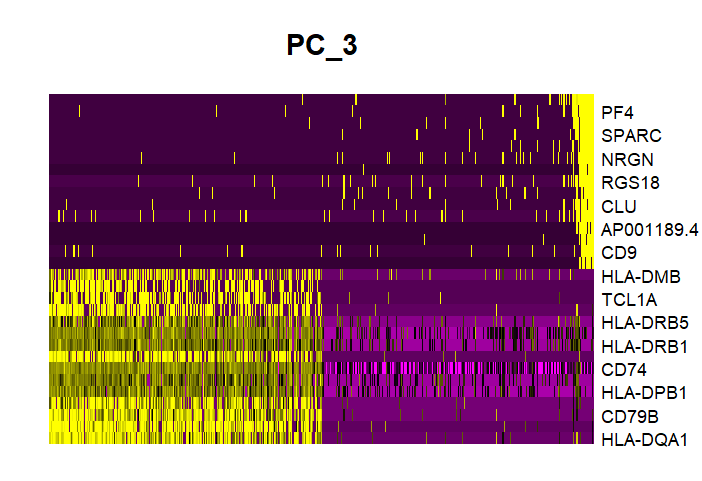 PC_3
PF4
SPARC
NRGN
RGS18
CLU
AP001189.4
CD9
HLA-DMB
TCL1A
HLA-DRB5
HLA-DRB1
CD74
HLA-DPB1
CD79B
HLA-DQA1